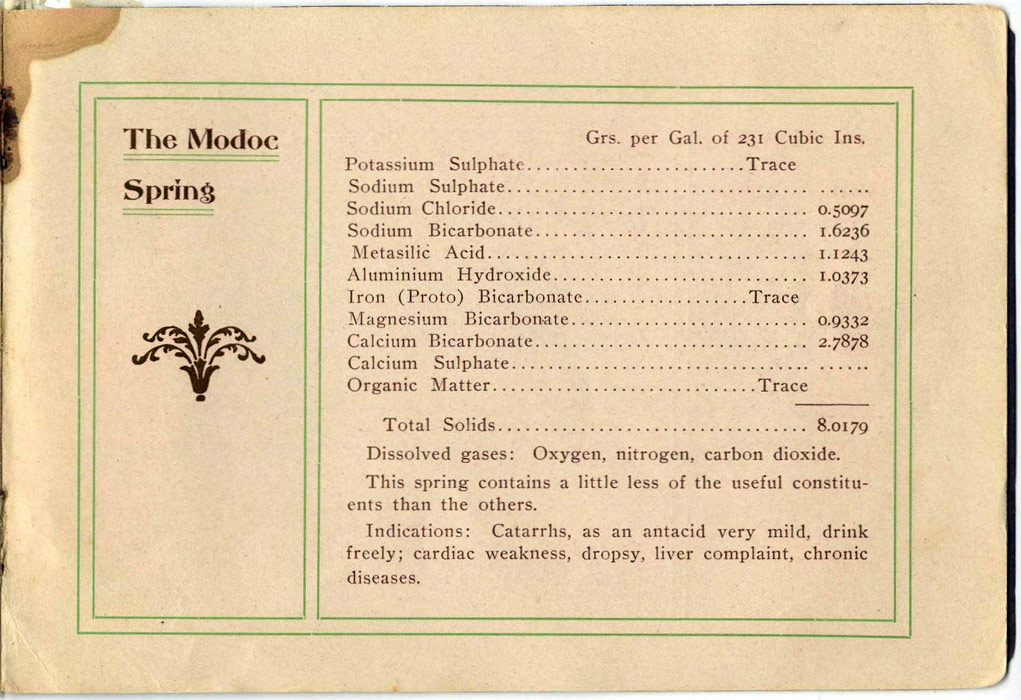 The Modoc
Spring
Grs. per Gal. of 231 Cubic Ins.
Potassium Sulphate........................Trace
Sodium Sulphate................................. ......
Sodium Chloride................................. 0.5097
Sodium Bicarbonate............................. 1.6236
Metasilic Acid.................................. 1.1243
Aluminium Hydroxide........................... 1.0373
Iron (Proto) Bicarbonate..................Trace
Magnesium Bicarbonate......................... 0.9332
Calcium Bicarbonate............................. 2.7878
Calcium Sulphate................................ ......
Organic Matter.............................Trace
Total Solids.................................. 8.0179
Dissolved gases: Oxygen, nitrogen, carbon dioxide.
This spring contains a little less of the useful constitu-
ents than the others.
Indications: Catarrhs, as an antacid very mild, drink
freely; cardiac weakness, dropsy, liver complaint, chronic
diseases.